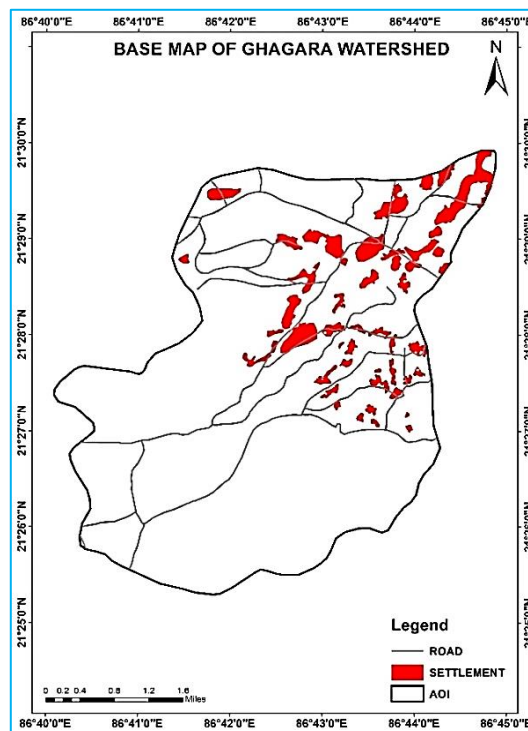 86°40'0"E 86°41'0"E 86°42'0"E 86°43'0"E 86°44'0"E 86°45'0"E
BASE MAP OF GHAGARA WATERSHED
N
21°30'0"N
21°29'0"N
21°28'0"N
21°27'0"N
21°26'0"N
21°25'0"N
Legend
ROAD
SETTLEMENT
AOI
0 0.2 0.4 0.8 1.2 1.6
Miles
86°40'0"E 86°41'0"E 86°42'0"E 86°43'0"E 86°44'0"E 86°45'0"E